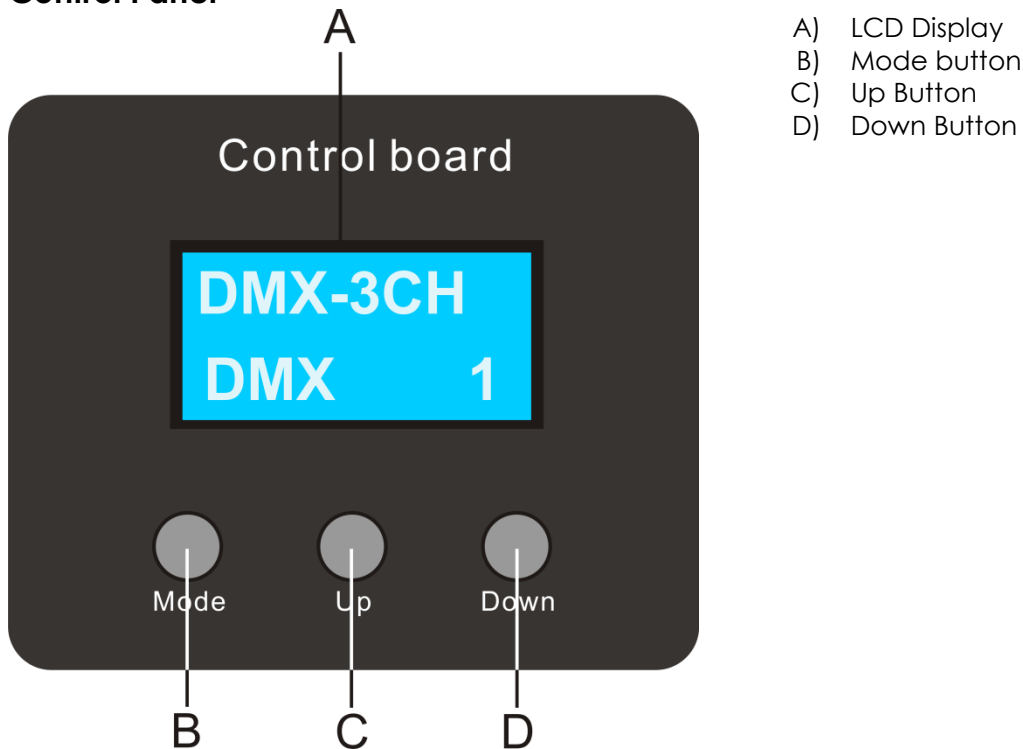 Control Panel
A
A) LCD Display
B) Mode button
C) Up Button
D) Down Button
Control board
DMX-3CH
DMX 1
Mode Up Down
B C D